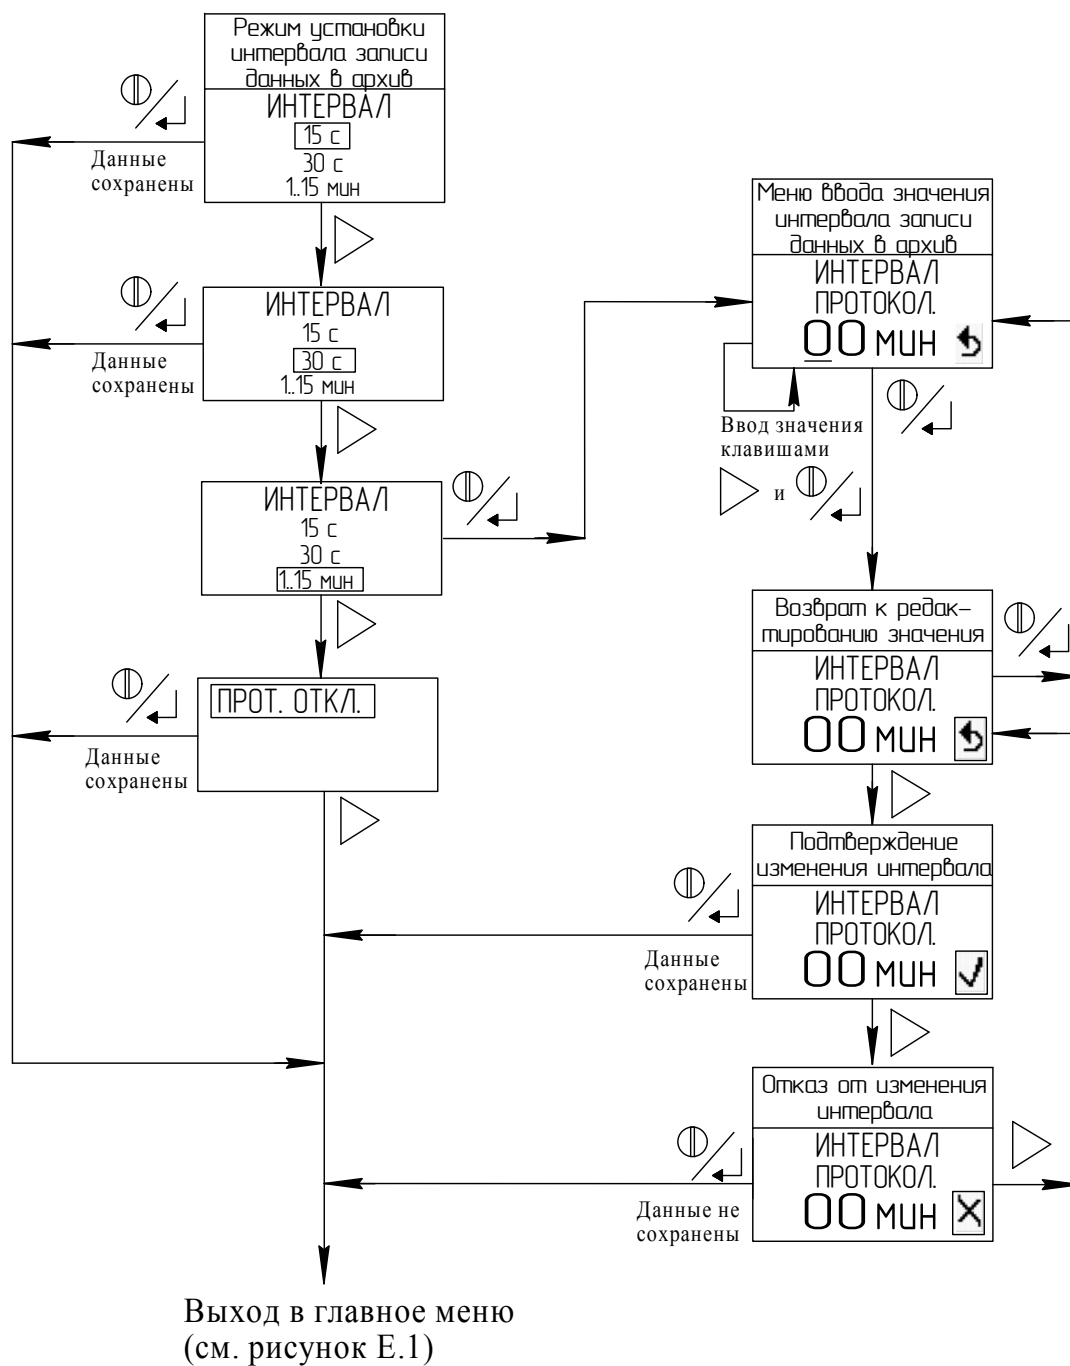 Режим установки
интервала записи
данных в архив
ИНТЕРВАЛ
15 с
30 с
1..15 мин
Данные
сохранены
ИНТЕРВАЛ
15 с
30 с
1..15 мин
Данные
сохранены
ИНТЕРВАЛ
15 с
30 с
1..15 мин
ПРОТ. ОТКЛ.
Данные
сохранены
Меню ввода значения
интервала записи
данных в архив
ИНТЕРВАЛ
ПРОТОКОЛ.
00 мин
Ввод значения
клавишами
и
Возврат к редак-
тированию значения
ИНТЕРВАЛ
ПРОТОКОЛ.
00 мин
Подтверждение
изменения интервала
ИНТЕРВАЛ
ПРОТОКОЛ.
00 мин
Данные
сохранены
Отказ от изменения
интервала
ИНТЕРВАЛ
ПРОТОКОЛ.
00 мин
Данные не
сохранены
Выход в главное меню
(см. рисунок Е.1)